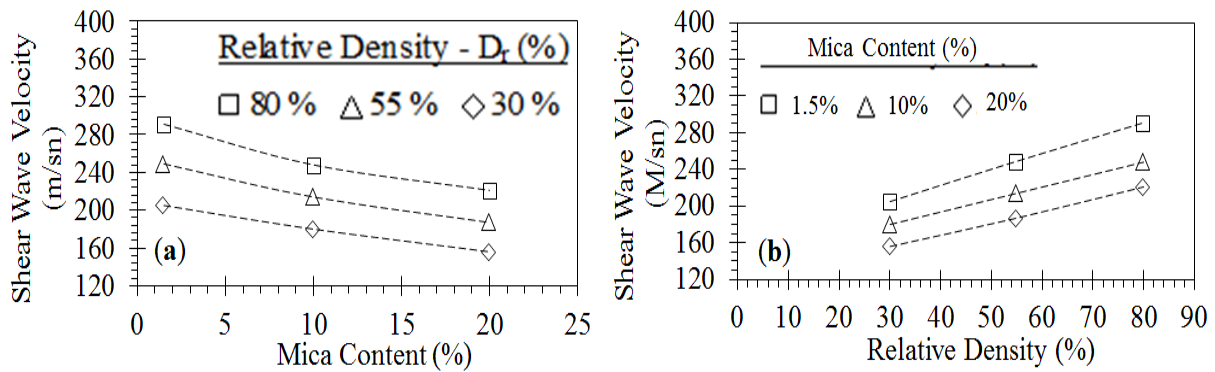 400
360
320
280
240
200
160
120
Shear Wave Velocity
(m/sn)
Relative Density - Dr (%)
80 % 55 % 30 %
(a)
0 5 10 15 20 25
Mica Content (%)
400
360
320
280
240
200
160
120
Shear Wave Velocity
(M/sn)
Mica Content (%)
1.5% 10% 20%
(b)
0 10 20 30 40 50 60 70 80 90
Relative Density (%)